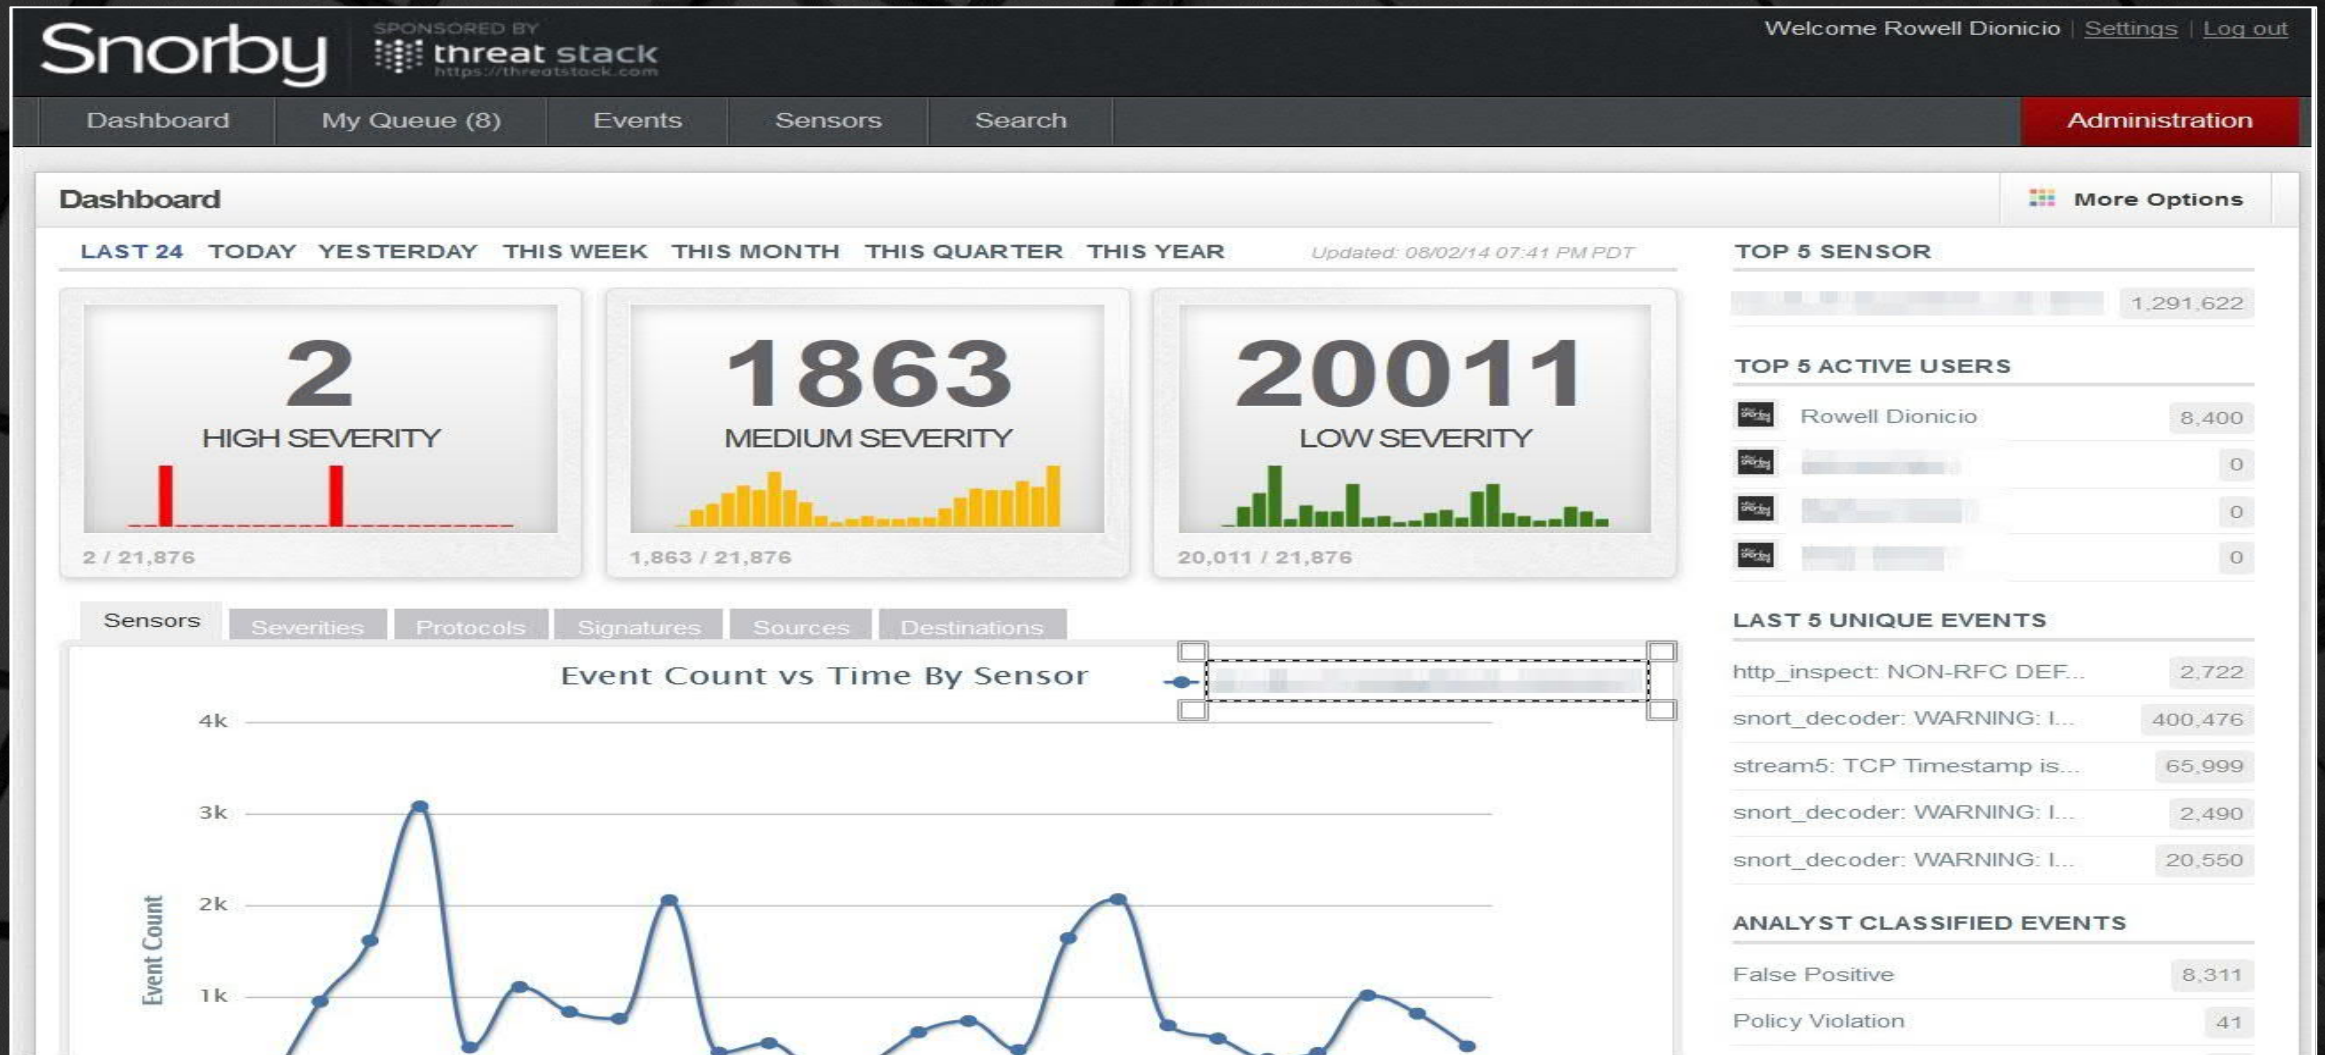 Snorby
SPONSORED BY
threat stack
https://threatstack.com
Welcome Rowell Dionicio | Settings | Log out
Dashboard My Queue (8) Events Sensors Search Administration
Dashboard
More Options
LAST 24 TODAY YESTERDAY THIS WEEK THIS MONTH THIS QUARTER THIS YEAR Updated: 08/02/14 07:41 PM PDT
2
HIGH SEVERITY
2 / 21,876
1863
MEDIUM SEVERITY
1,863 / 21,876
20011
LOW SEVERITY
20,011 / 21,876
Sensors Severities Protocols Signatures Sources Destinations
Event Count vs Time By Sensor
4k
3k
2k
1k
Event Count
TOP 5 SENSOR
1,291,622
TOP 5 ACTIVE USERS
Rowell Dionicio 8,400
0
0
0
LAST 5 UNIQUE EVENTS
http_inspect: NON-RFC DEF... 2,722
snort_decoder: WARNING: I... 400,476
stream5: TCP Timestamp is... 65,999
snort_decoder: WARNING: I... 2,490
snort_decoder: WARNING: I... 20,550
ANALYST CLASSIFIED EVENTS
False Positive 8,311
Policy Violation 41